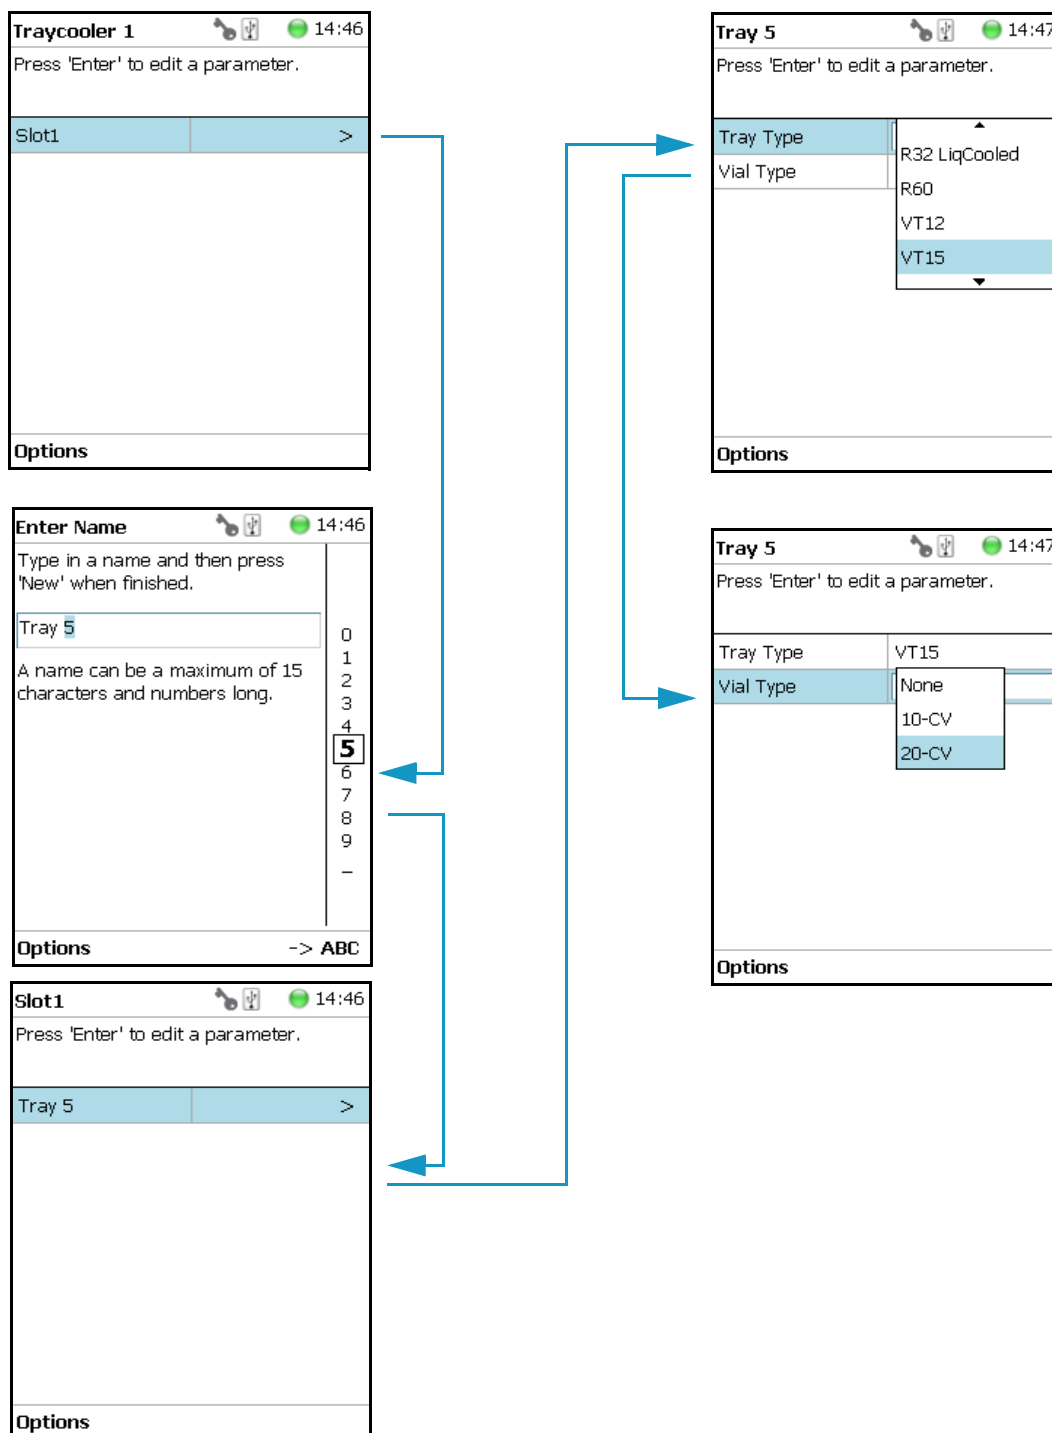 Traycooler 1 14:46
Press 'Enter' to edit a parameter.
Slot1 >
Options
Enter Name 14:46
Type in a name and then press
'New' when finished.
Tray 5
A name can be a maximum of 15
characters and numbers long.
0
1
2
3
4
5
6
7
8
9
_
Options -> ABC
Slot1 14:46
Press 'Enter' to edit a parameter.
Tray 5 >
Options
Tray 5 14:47
Press 'Enter' to edit a parameter.
Tray Type
Vial Type
R32 LiqCooled
R60
VT12
VT15
Options
Tray 5 14:47
Press 'Enter' to edit a parameter.
Tray Type VT15
Vial Type
None
10-CV
20-CV
Options